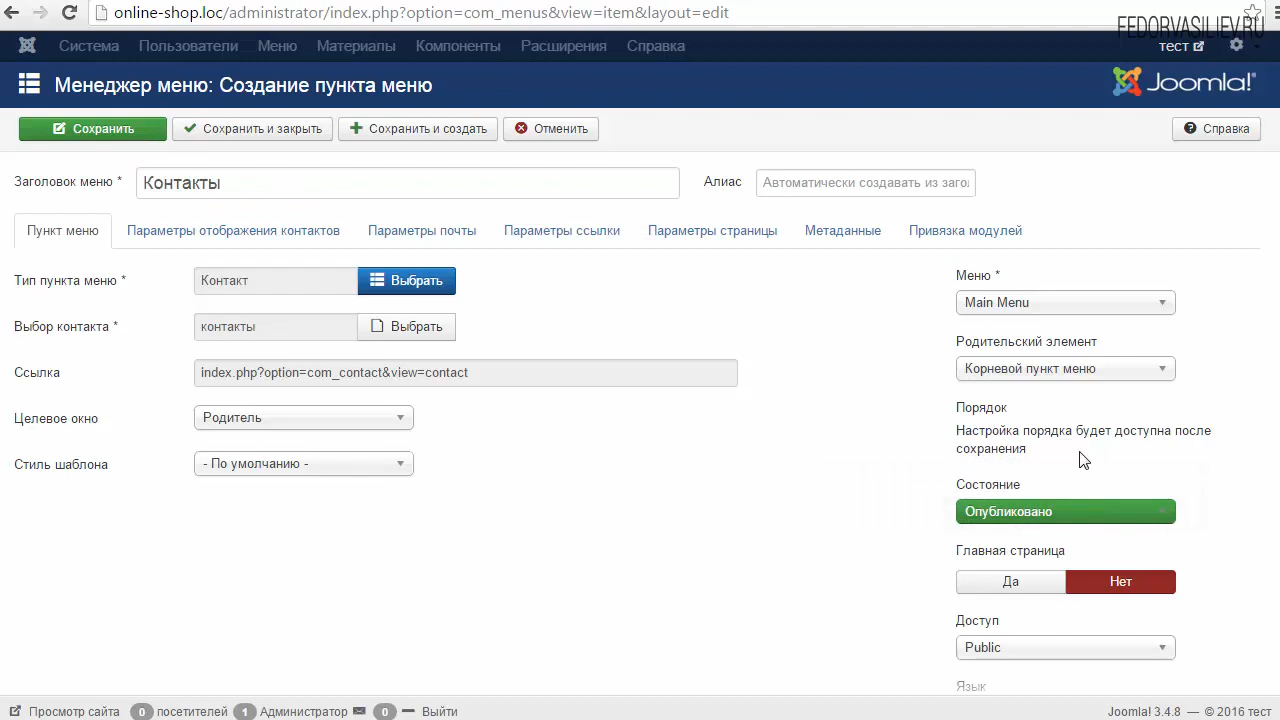 online-shop.loc/administrator/index.php?option=com_menus&view=item&layout=edit
FEDORVASILIEV.RU
Система Пользователи Меню Материалы Компоненты Расширения Справка тест
Менеджер меню: Создание пункта меню Joomla!®
Сохранить Сохранить и закрыть Сохранить и создать Отменить Справка
Заголовок меню * Контакты Алиас Автоматически создавать из заго
Пункт меню Параметры отображения контактов Параметры почты Параметры ссылки Параметры страницы Метаданные Привязка модулей
Тип пункта меню * Контакт Выбрать
Выбор контакта * контакты Выбрать
Ссылка index.php?option=com_contact&view=contact
Целевое окно Родитель
Стиль шаблона - По умолчанию -
Меню *
Main Menu
Родительский элемент
Корневой пункт меню
Порядок
Настройка порядка будет доступна после
сохранения
Состояние
Опубликовано
Главная страница
Да Нет
Доступ
Public
Язык
Просмотр сайта 0 посетителей 1 Администратор 0 Выйти Joomla! 3.4.8 — © 2016 тест